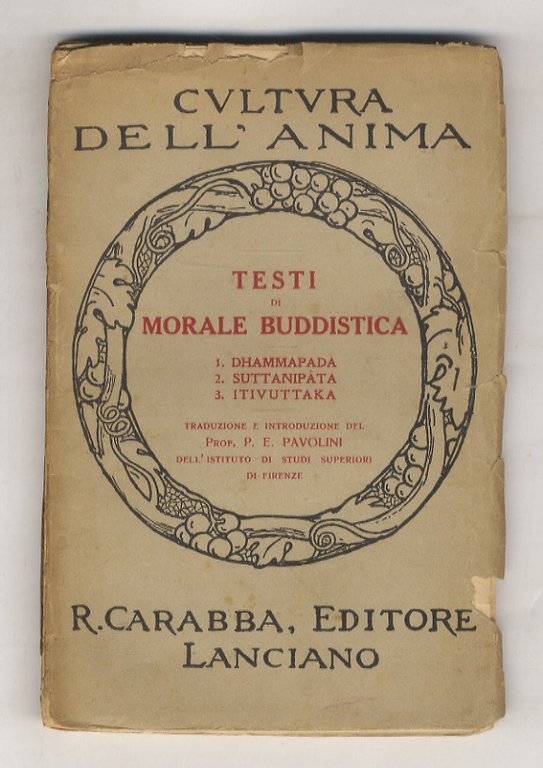 CVLTVRA
DELL' ANIMA
TESTI
DI
MORALE BUDDISTICA
1. DHAMMAPADA
2. SUTTANIPÀTA
3. ITIVUTTAKA
TRADUZIONE E INTRODUZIONE DEL
PROF. P. E. PAVOLINI
DELL'ISTITUTO DI STUDI SUPERIORI
DI FIRENZE
R. CARABBA, EDITORE
LANCIANO